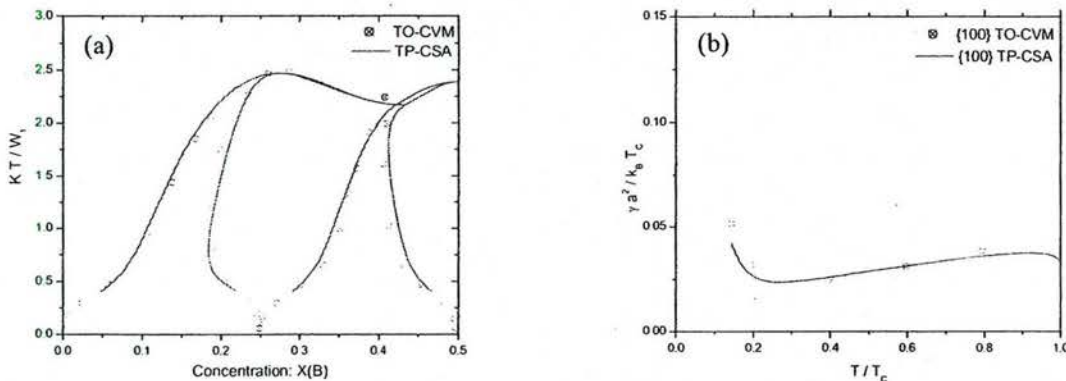 (a)
TO-CVM
TP-CSA
K T / W₁
3.0
2.5
2.0
1.5
1.0
0.5
0.0
0.0 0.1 0.2 0.3 0.4 0.5
Concentration: X(B)
(b)
{100} TO-CVM
{100} TP-CSA
γ a² / k_B T_c
0.15
0.10
0.05
0.00
0.0 0.2 0.4 0.6 0.8 1.0
T / T_c